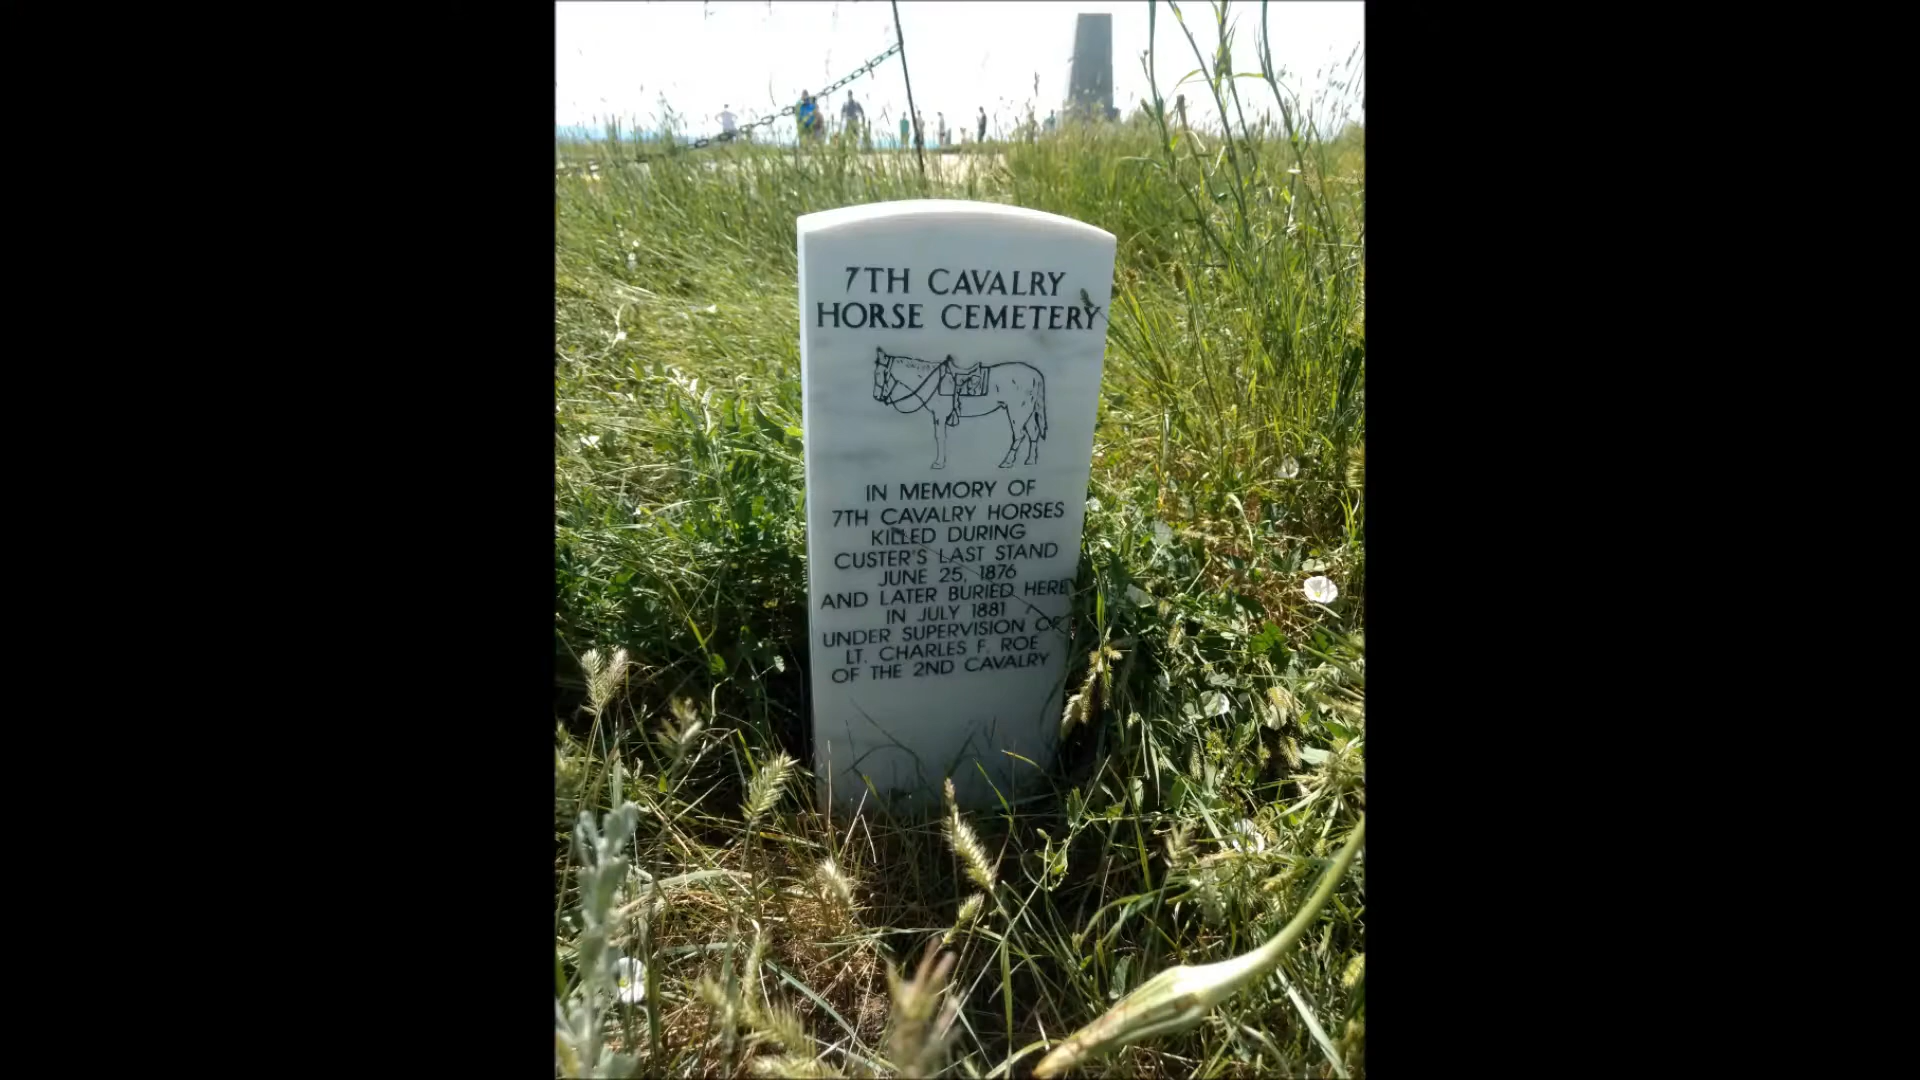 7TH CAVALRY
HORSE CEMETERY
IN MEMORY OF
7TH CAVALRY HORSES
KILLED DURING
CUSTER'S LAST STAND
JUNE 25, 1876
AND LATER BURIED HERE
IN JULY 1881
UNDER SUPERVISION OF
LT. CHARLES F. ROE
OF THE 2ND CAVALRY